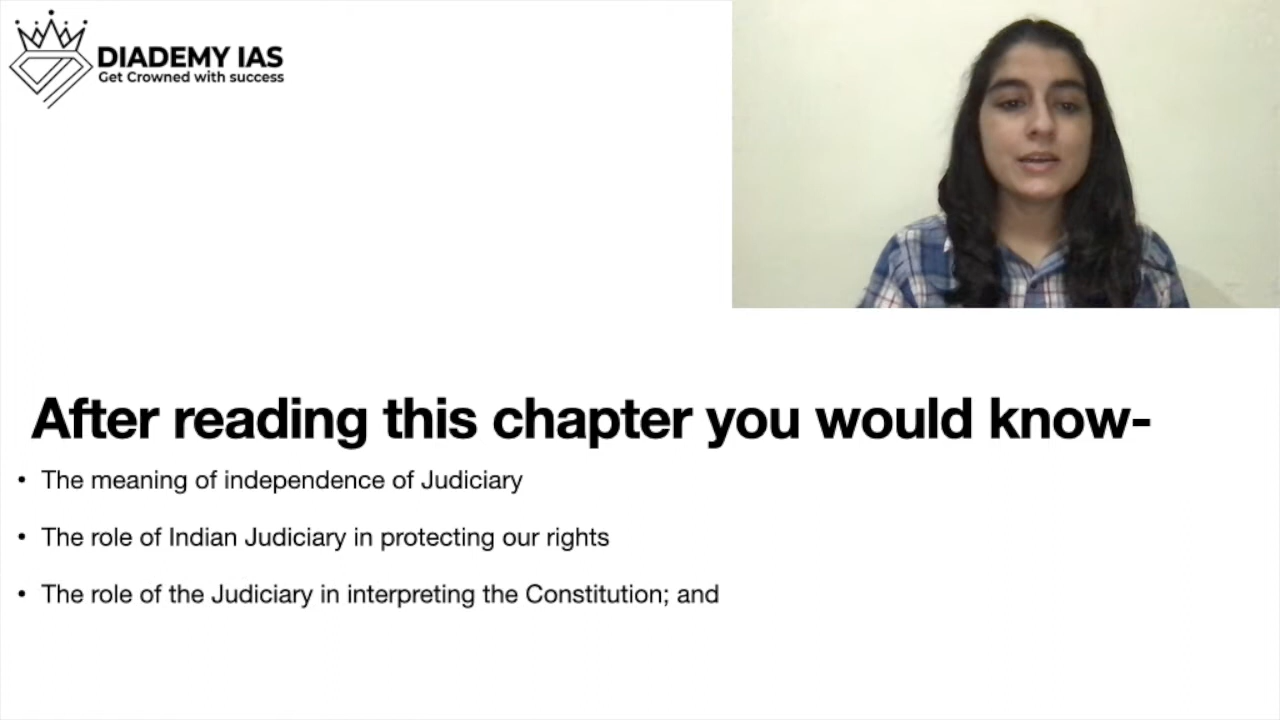 DIADEMY IAS
Get Crowned with success
After reading this chapter you would know-
• The meaning of independence of Judiciary
• The role of Indian Judiciary in protecting our rights
• The role of the Judiciary in interpreting the Constitution; and